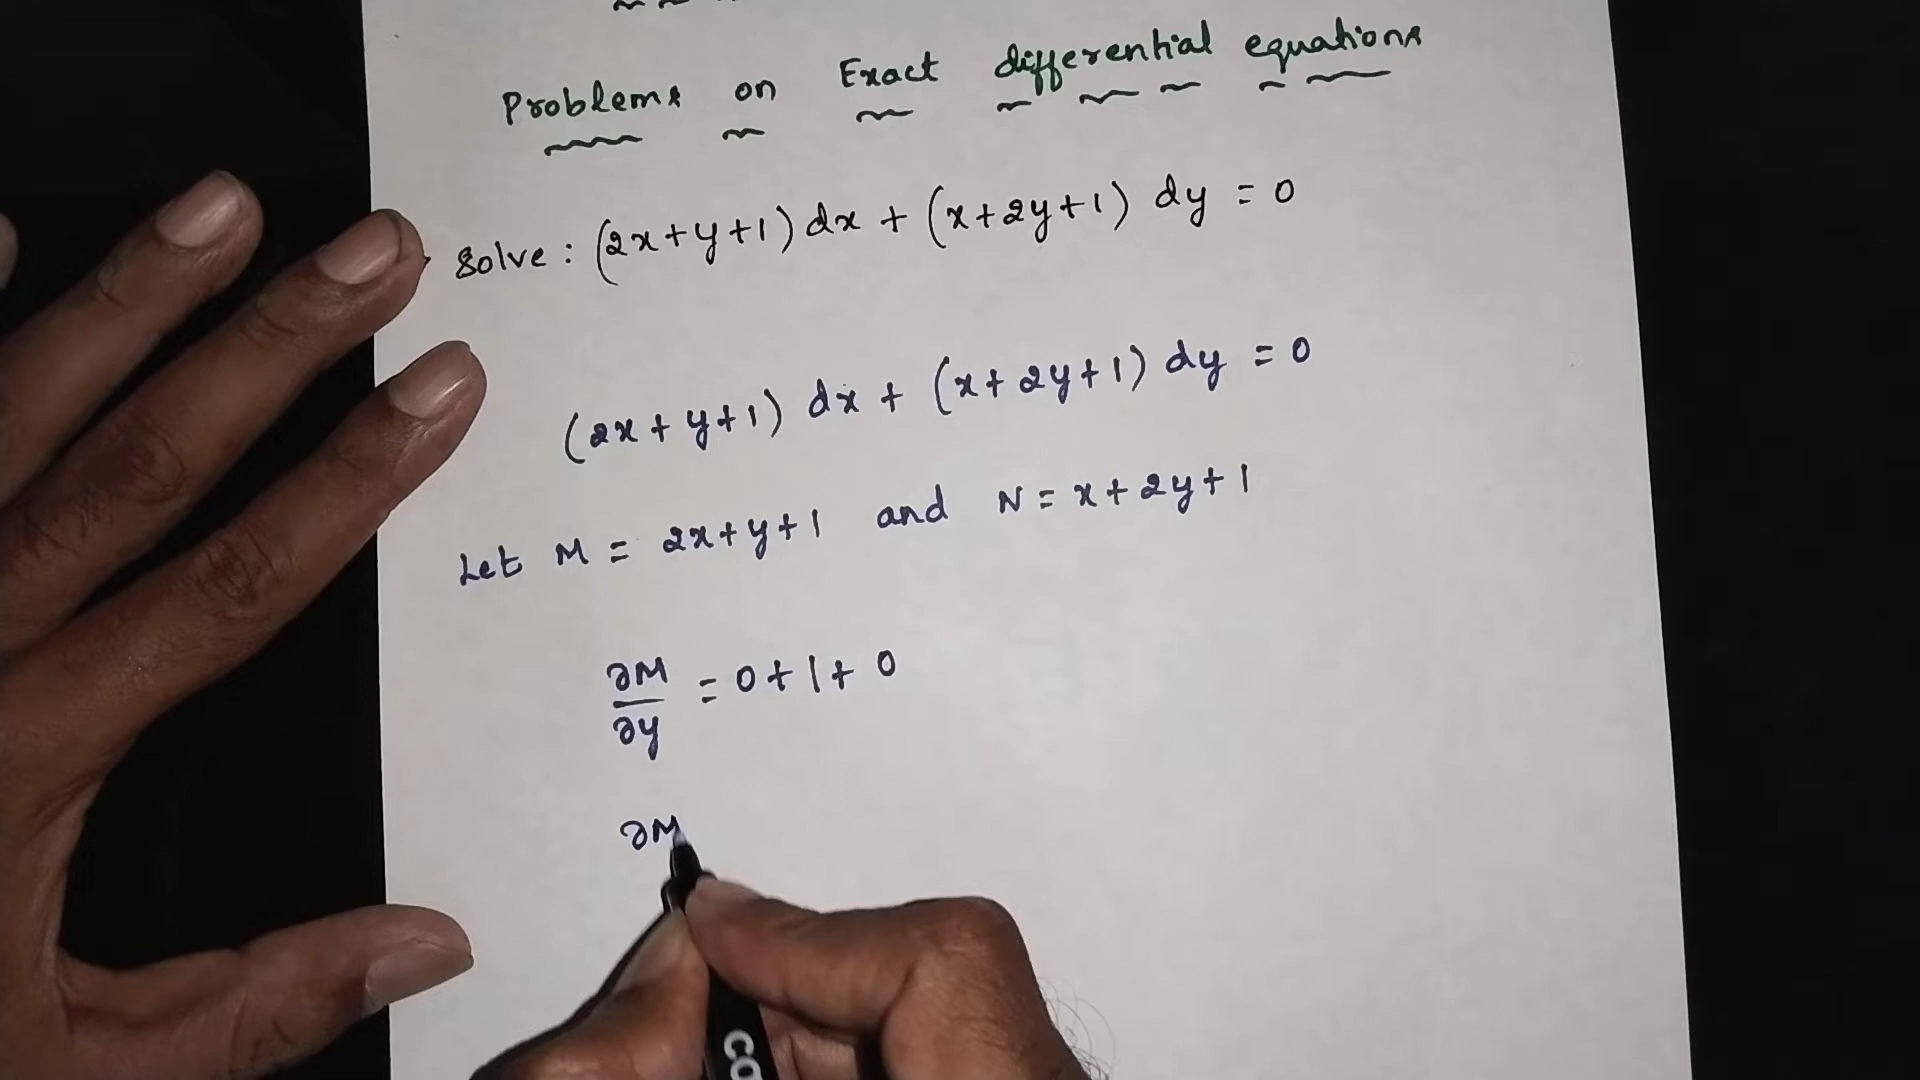 Problems on Exact differential equations
Solve : (2x+y+1) dx + (x+2y+1) dy = 0
(2x+y+1) dx + (x+2y+1) dy = 0
Let M = 2x+y+1 and N = x+2y+1
∂M/∂y = 0+1+0
∂M